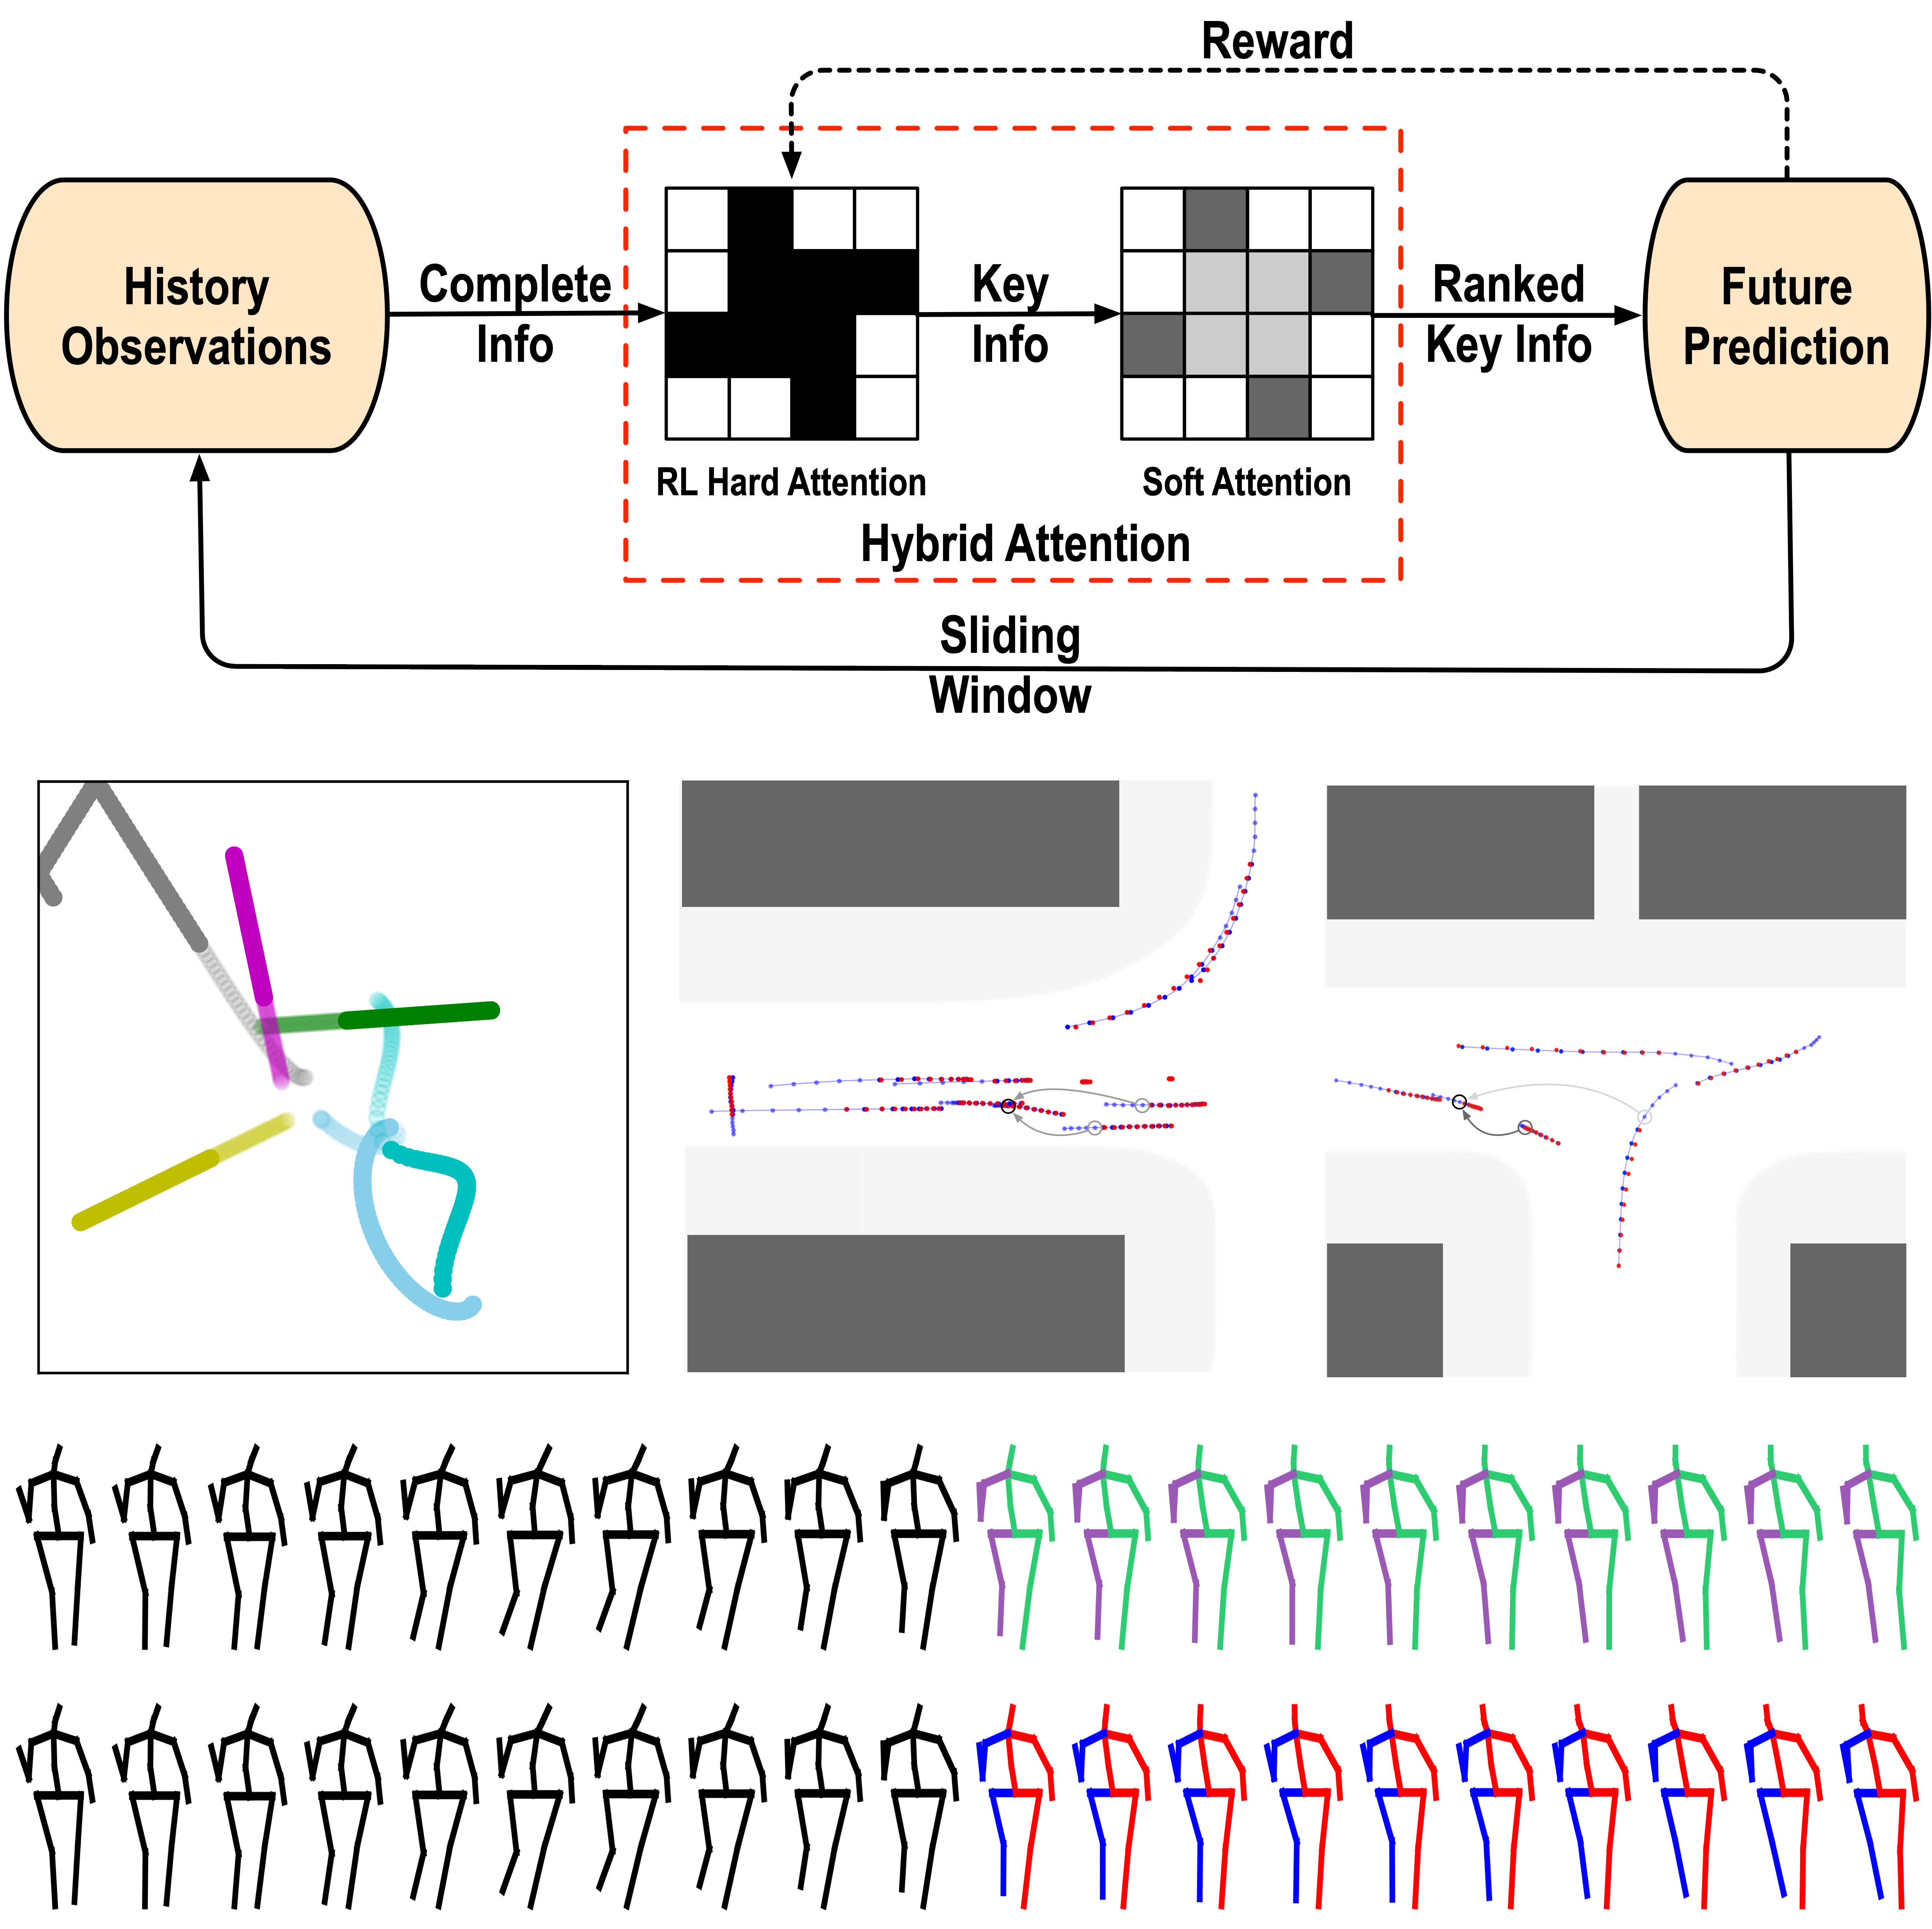 Reward
History
Observations
Complete
Info
Key
Info
Ranked
Key Info
Future
Prediction
RL Hard Attention
Soft Attention
Hybrid Attention
Sliding
Window